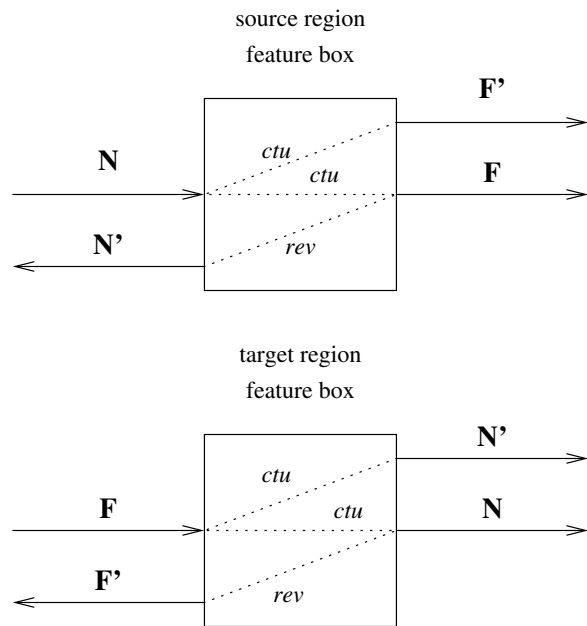 source region
feature box
F’
ctu
N
ctu
F
N’
rev
target region
feature box
N’
ctu
F
ctu
N
F’
rev